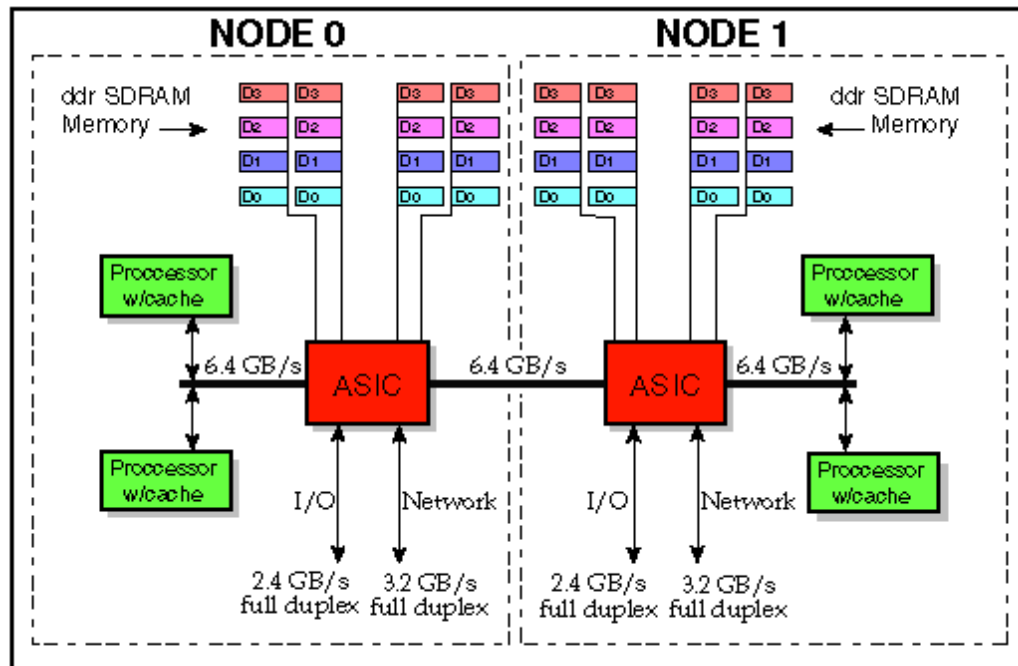 NODE 0 NODE 1
ddr SDRAM
Memory
D3 D3 D3 D3 D3 D3 D3 D3
D2 D2 D2 D2 D2 D2 D2 D2
D1 D1 D1 D1 D1 D1 D1 D1
D0 D0 D0 D0 D0 D0 D0 D0
ddr SDRAM
Memory
Proccessor
w/cache
Proccessor
w/cache
6.4 GB/s 6.4 GB/s 6.4 GB/s
ASIC ASIC
Proccessor
w/cache
Proccessor
w/cache
I/O Network I/O Network
2.4 GB/s 3.2 GB/s 2.4 GB/s 3.2 GB/s
full duplex full duplex full duplex full duplex